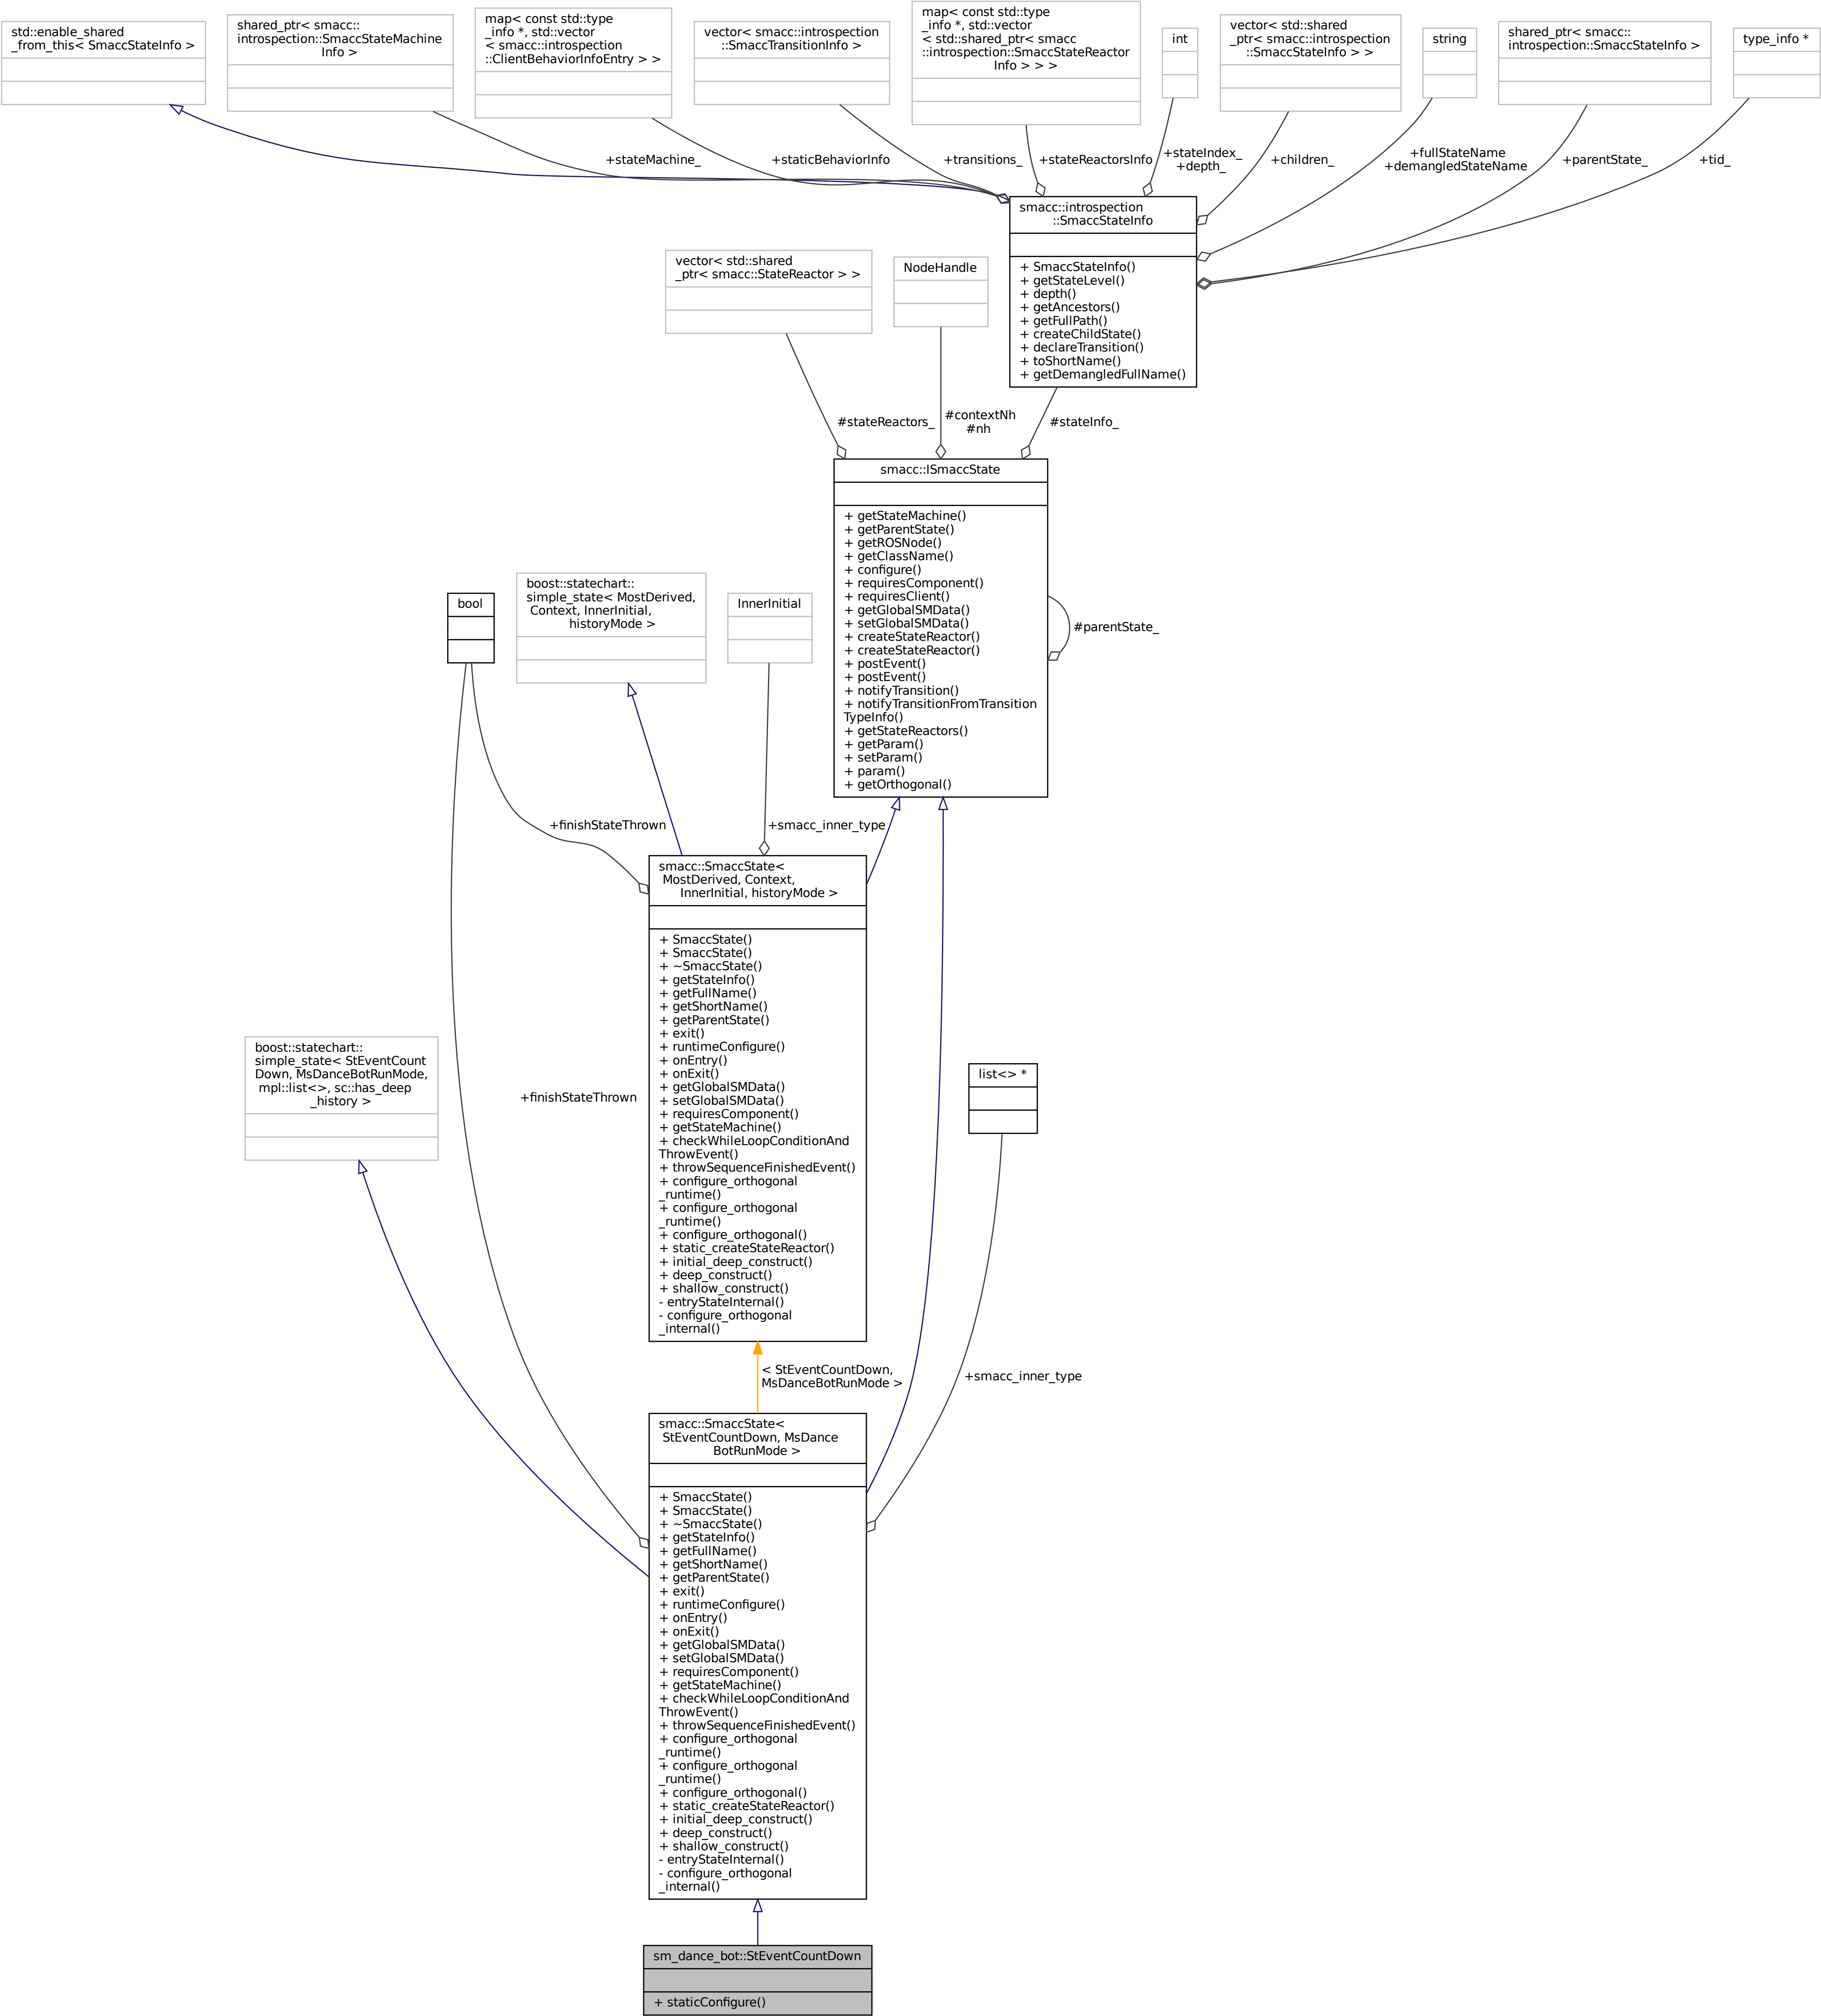 std::enable_shared
_from_this< SmaccStateInfo >
shared_ptr< smacc::
introspection::SmaccStateMachine
Info >
map< const std::type
_info *, std::vector
< smacc::introspection
::ClientBehaviorInfoEntry > >
vector< smacc::introspection
::SmaccTransitionInfo >
map< const std::type
_info *, std::vector
< std::shared_ptr< smacc
::introspection::SmaccStateReactor
Info > > >
int
vector< std::shared
_ptr< smacc::introspection
::SmaccStateInfo > >
string
shared_ptr< smacc::
introspection::SmaccStateInfo >
type_info *
+stateMachine_
+staticBehaviorInfo
+transitions_
+stateReactorsInfo
+stateIndex_
+depth_
+children_
+fullStateName
+demangledStateName
+parentState_
+tid_
smacc::introspection
::SmaccStateInfo
+ SmaccStateInfo()
+ getStateLevel()
+ depth()
+ getAncestors()
+ getFullPath()
+ createChildState()
+ declareTransition()
+ toShortName()
+ getDemangledFullName()
vector< std::shared
_ptr< smacc::StateReactor > >
NodeHandle
#stateReactors_
#contextNh
#nh
#stateInfo_
smacc::ISmaccState
+ getStateMachine()
+ getParentState()
+ getROSNode()
+ getClassName()
+ configure()
+ requiresComponent()
+ requiresClient()
+ getGlobalSMData()
+ setGlobalSMData()
+ createStateReactor()
+ createStateReactor()
+ postEvent()
+ postEvent()
+ notifyTransition()
+ notifyTransitionFromTransition
TypeInfo()
+ getStateReactors()
+ getParam()
+ setParam()
+ param()
+ getOrthogonal()
#parentState_
bool
boost::statechart::
simple_state< MostDerived,
Context, InnerInitial,
historyMode >
InnerInitial
+finishStateThrown
+smacc_inner_type
smacc::SmaccState<
MostDerived, Context,
InnerInitial, historyMode >
+ SmaccState()
+ SmaccState()
+ ~SmaccState()
+ getStateInfo()
+ getFullName()
+ getShortName()
+ getParentState()
+ exit()
+ runtimeConfigure()
+ onEntry()
+ onExit()
+ getGlobalSMData()
+ setGlobalSMData()
+ requiresComponent()
+ getStateMachine()
+ checkWhileLoopConditionAnd
ThrowEvent()
+ throwSequenceFinishedEvent()
+ configure_orthogonal
_runtime()
+ configure_orthogonal
_runtime()
+ configure_orthogonal()
+ static_createStateReactor()
+ initial_deep_construct()
+ deep_construct()
+ shallow_construct()
- entryStateInternal()
- configure_orthogonal
_internal()
boost::statechart::
simple_state< StEventCount
Down, MsDanceBotRunMode,
mpl::list<>, sc::has_deep
_history >
+finishStateThrown
list<> *
< StEventCountDown,
MsDanceBotRunMode >
+smacc_inner_type
smacc::SmaccState<
StEventCountDown, MsDance
BotRunMode >
+ SmaccState()
+ SmaccState()
+ ~SmaccState()
+ getStateInfo()
+ getFullName()
+ getShortName()
+ getParentState()
+ exit()
+ runtimeConfigure()
+ onEntry()
+ onExit()
+ getGlobalSMData()
+ setGlobalSMData()
+ requiresComponent()
+ getStateMachine()
+ checkWhileLoopConditionAnd
ThrowEvent()
+ throwSequenceFinishedEvent()
+ configure_orthogonal
_runtime()
+ configure_orthogonal
_runtime()
+ configure_orthogonal()
+ static_createStateReactor()
+ initial_deep_construct()
+ deep_construct()
+ shallow_construct()
- entryStateInternal()
- configure_orthogonal
_internal()
sm_dance_bot::StEventCountDown
+ staticConfigure()